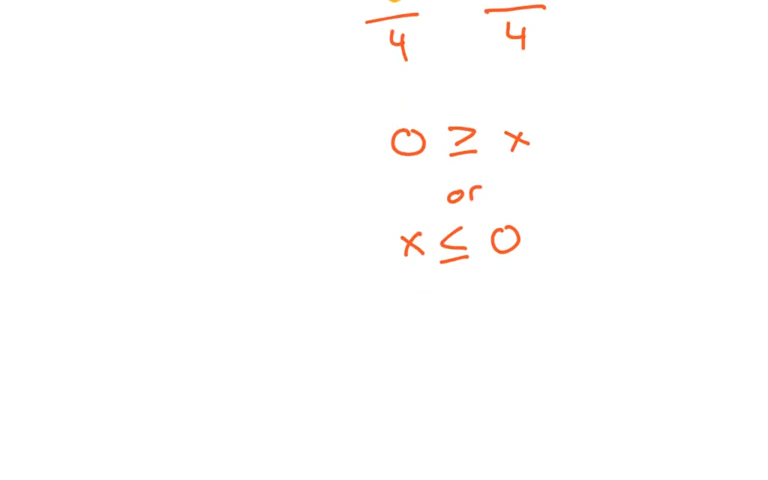 4 4
0 ≥ x
or
x ≤ 0